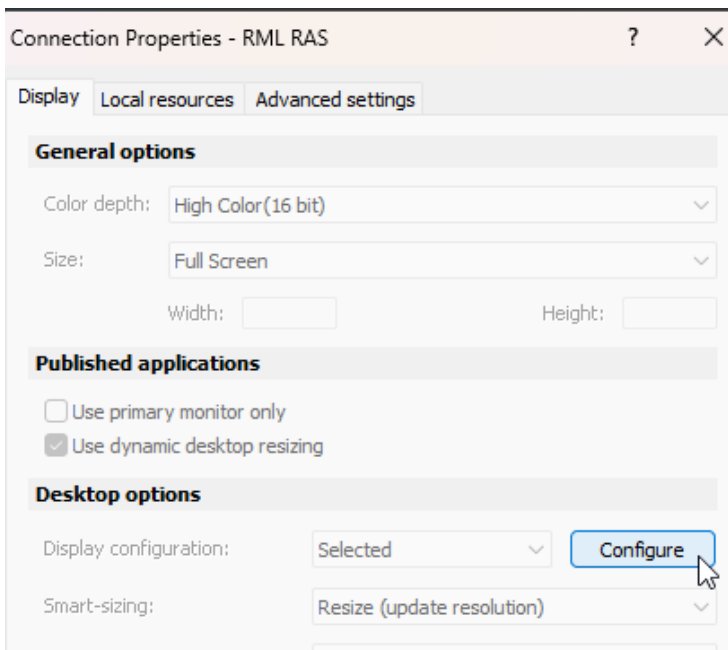 Connection Properties - RML RAS ? ×
Display Local resources Advanced settings
General options
Color depth: High Color(16 bit)
Size: Full Screen
Width: Height:
Published applications
Use primary monitor only
Use dynamic desktop resizing
Desktop options
Display configuration: Selected Configure
Smart-sizing: Resize (update resolution)